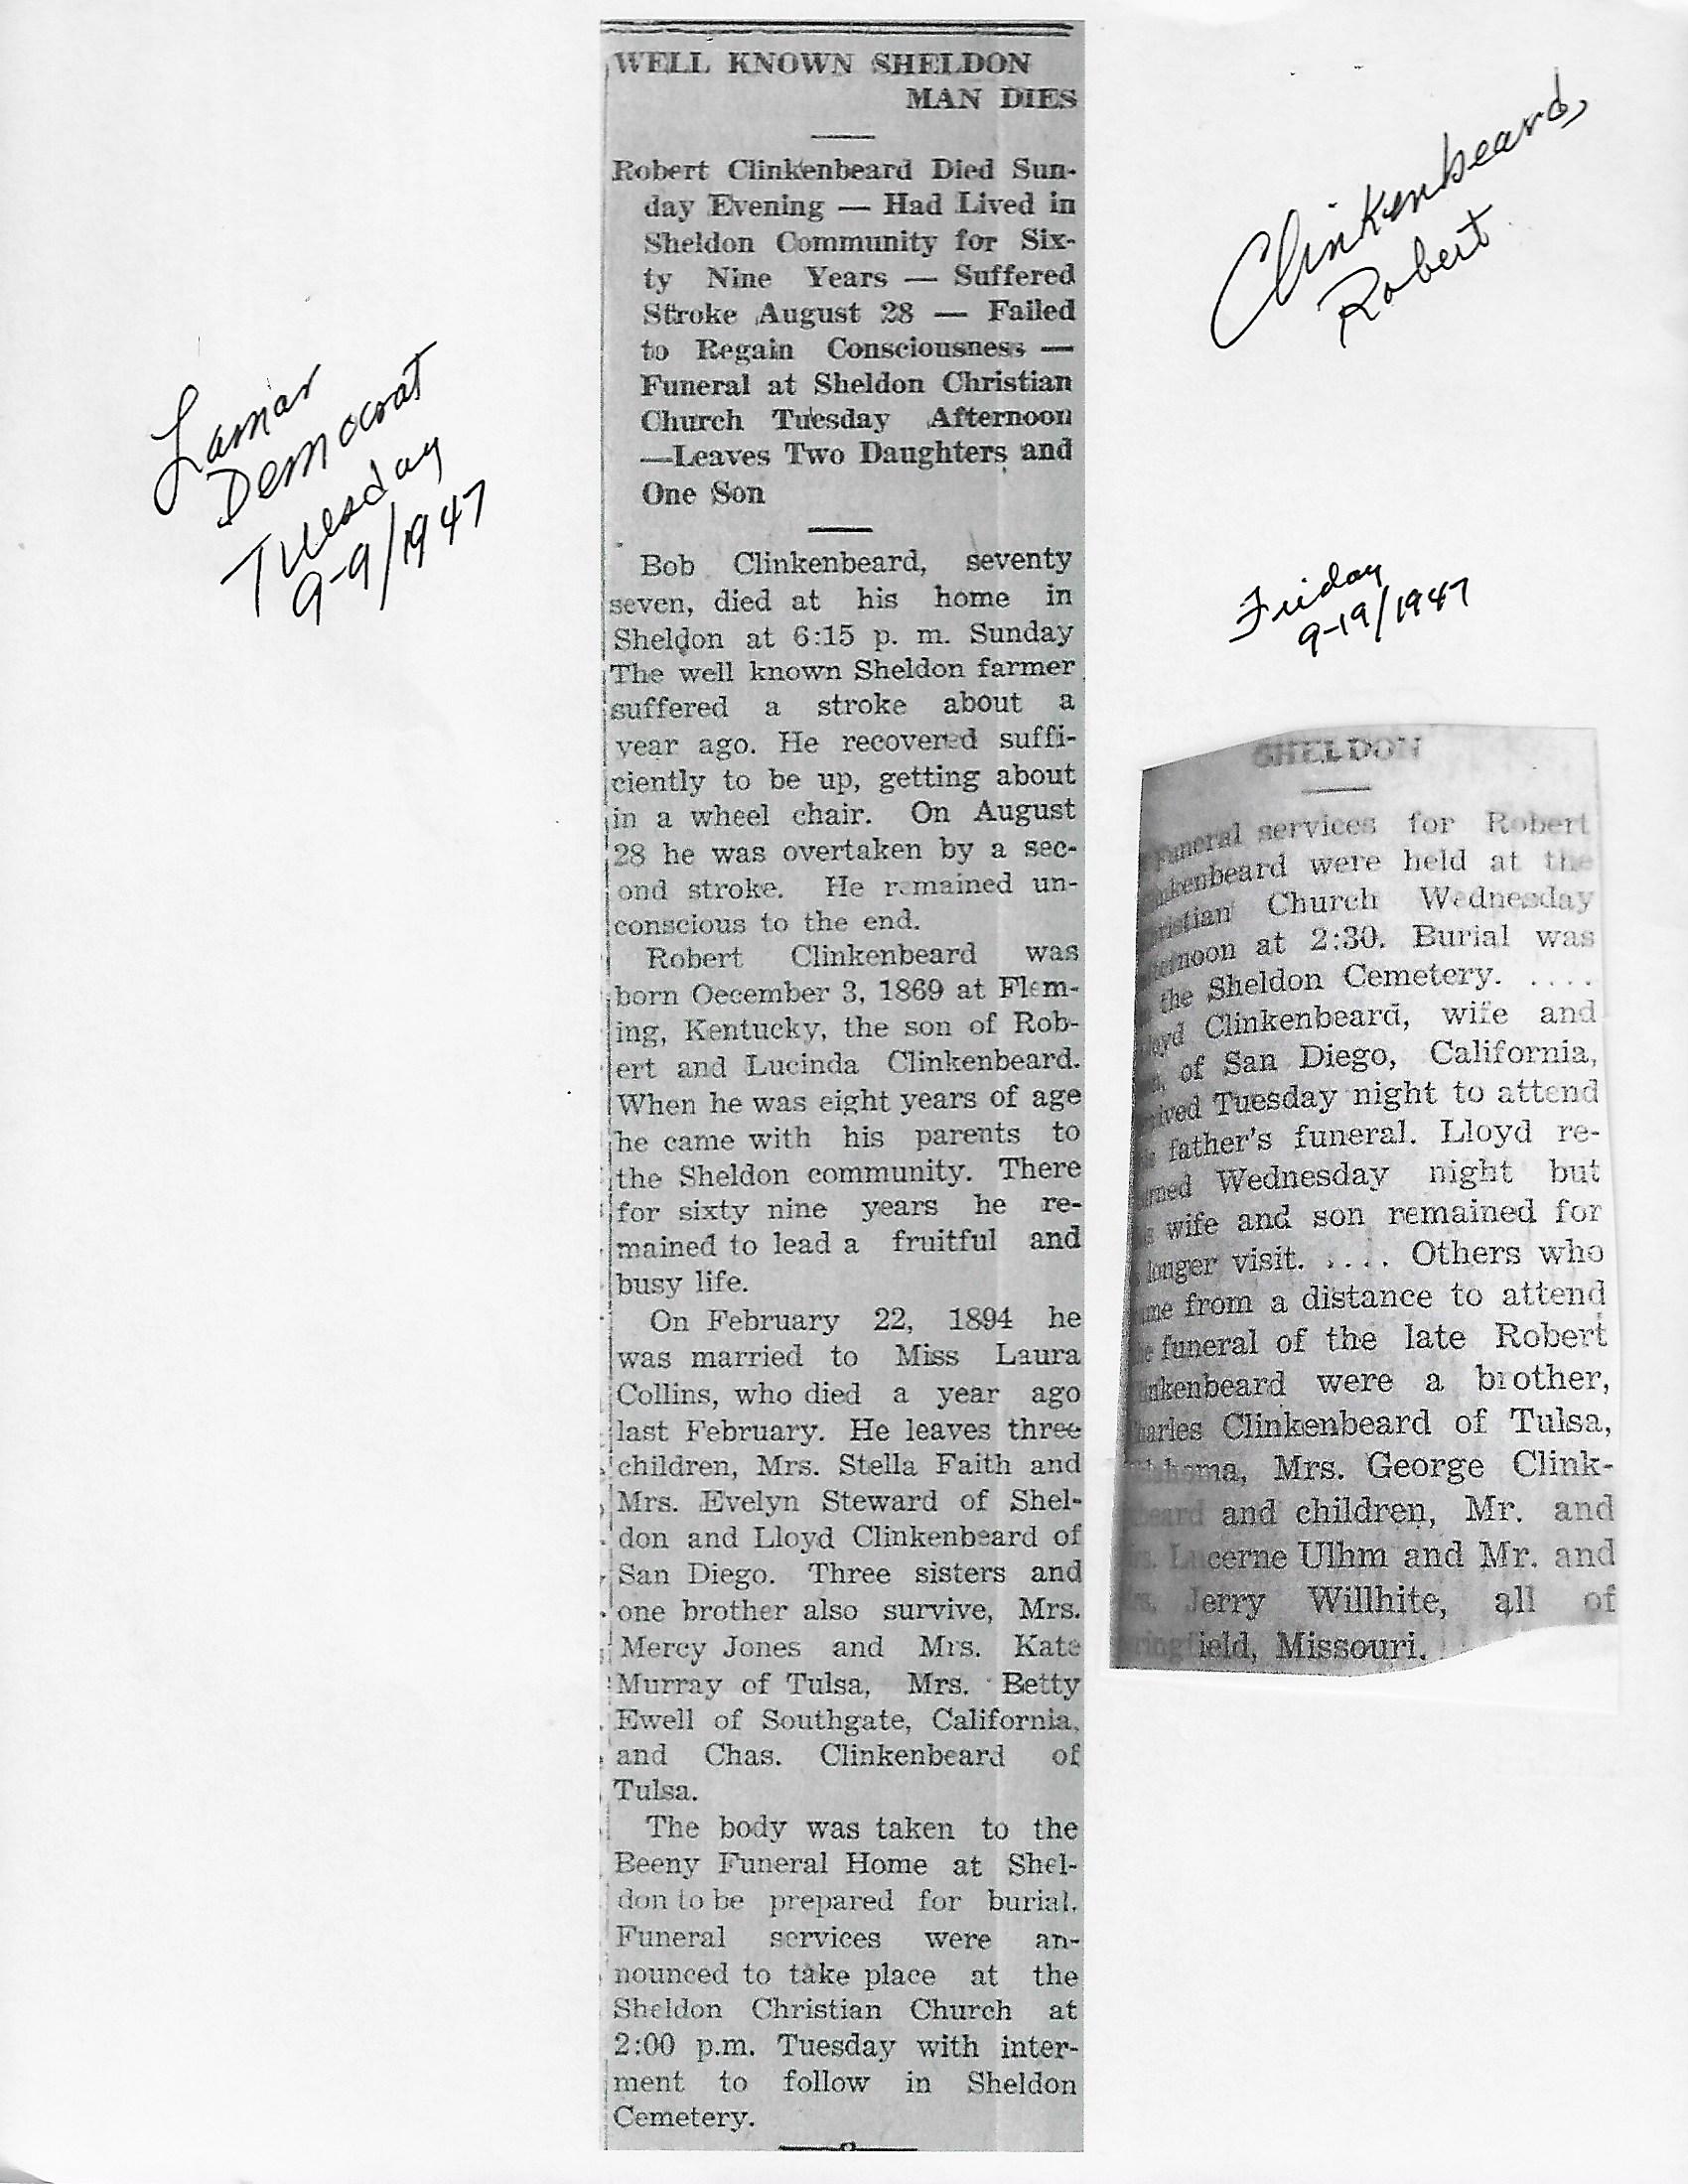 Lamar
Democrat
Tuesday
9-9/1947
WELL KNOWN SHELDON
MAN DIES
Robert Clinkenbeard Died Sun-
day Evening — Had Lived in
Sheldon Community for Six-
ty Nine Years — Suffered
Stroke August 28 — Failed
to Regain Consciousness —
Funeral at Sheldon Christian
Church Tuesday Afternoon
—Leaves Two Daughters and
One Son
Bob Clinkenbeard, seventy
seven, died at his home in
Sheldon at 6:15 p. m. Sunday
The well known Sheldon farmer
suffered a stroke about a
year ago. He recovered suffi-
ciently to be up, getting about
in a wheel chair. On August
28 he was overtaken by a sec-
ond stroke. He remained un-
conscious to the end.
Robert Clinkenbeard was
born Oecember 3, 1869 at Flem-
ing, Kentucky, the son of Rob-
ert and Lucinda Clinkenbeard.
When he was eight years of age
he came with his parents to
the Sheldon community. There
for sixty nine years he re-
mained to lead a fruitful and
busy life.
On February 22, 1894 he
was married to Miss Laura
Collins, who died a year ago
last February. He leaves three
children, Mrs. Stella Faith and
Mrs. Evelyn Steward of Shel-
don and Lloyd Clinkenbeard of
San Diego. Three sisters and
one brother also survive, Mrs.
Mercy Jones and Mrs. Kate
Murray of Tulsa, Mrs. Betty
Ewell of Southgate, California,
and Chas. Clinkenbeard of
Tulsa.
The body was taken to the
Beeny Funeral Home at Shel-
don to be prepared for burial.
Funeral services were an-
nounced to take place at the
Sheldon Christian Church at
2:00 p.m. Tuesday with inter-
ment to follow in Sheldon
Cemetery.
Clinkenbeard,
Robert
Friday
9-19/1947
SHELDON
Funeral services for Robert
nkenbeard were held at the
ristian Church Wednesday
ternoon at 2:30. Burial was
the Sheldon Cemetery. ....
oyd Clinkenbeard, wife and
of San Diego, California,
rived Tuesday night to attend
father's funeral. Lloyd re-
urned Wednesday night but
wife and son remained for
longer visit. .... Others who
me from a distance to attend
funeral of the late Robert
inkenbeard were a brother,
harles Clinkenbeard of Tulsa,
lahoma, Mrs. George Clink-
beard and children, Mr. and
Lucerne Ulhm and Mr. and
Jerry Willhite, all of
ringfield, Missouri.